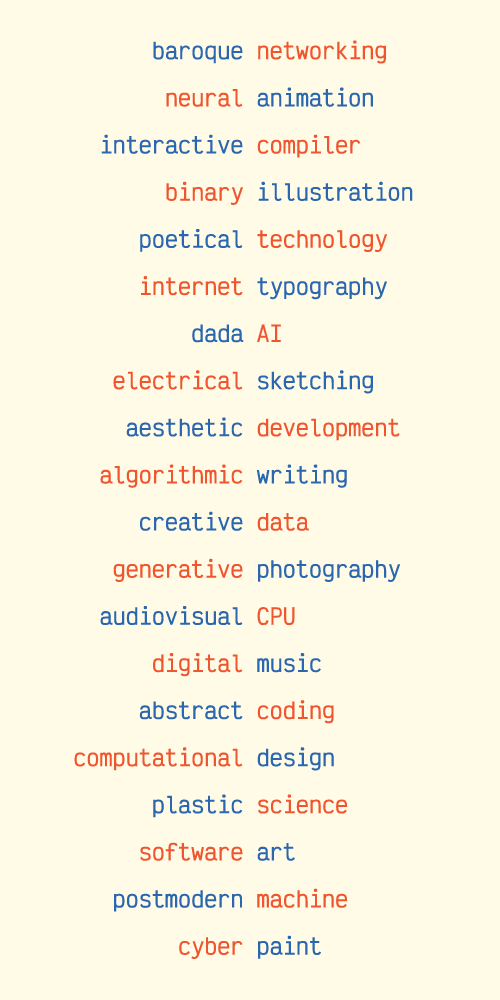 baroque networking
neural animation
interactive compiler
binary illustration
poetical technology
internet typography
dada AI
electrical sketching
aesthetic development
algorithmic writing
creative data
generative photography
audiovisual CPU
digital music
abstract coding
computational design
plastic science
software art
postmodern machine
cyber paint